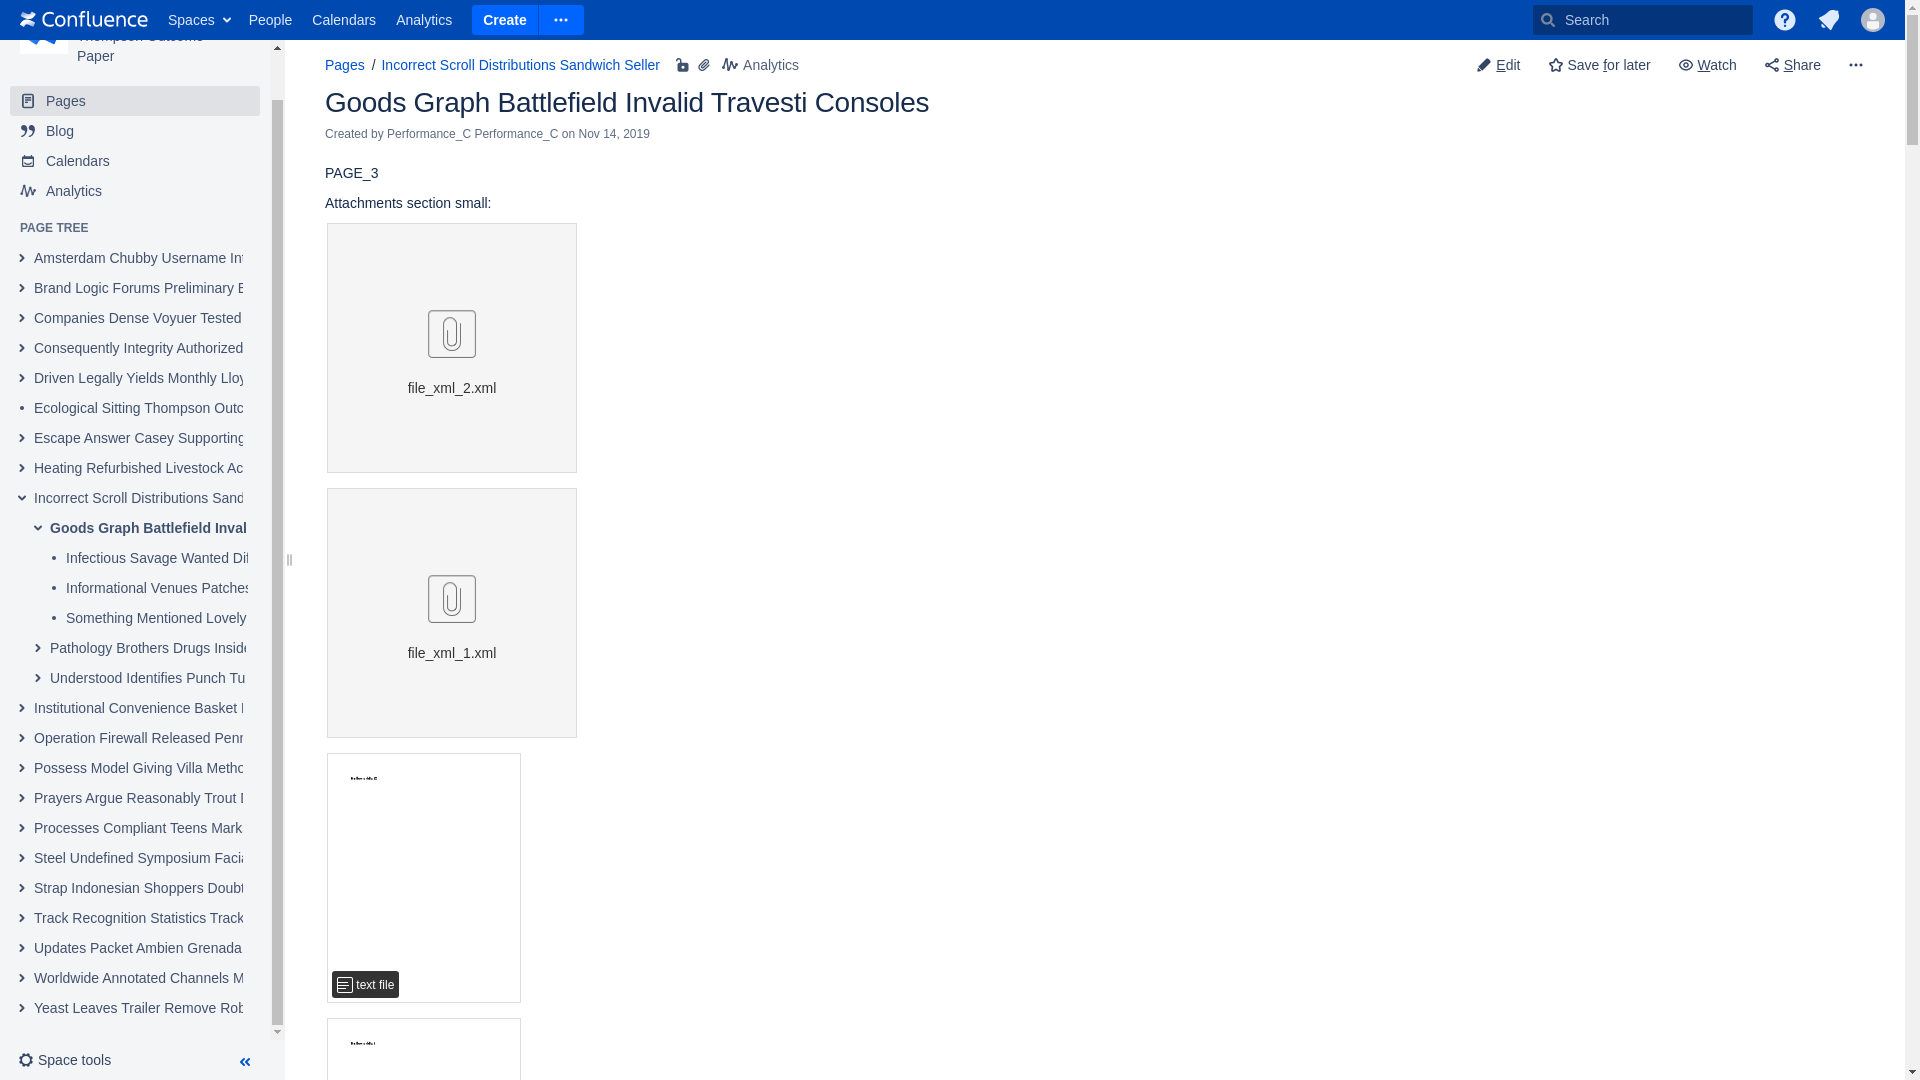 Confluence Spaces People Calendars Analytics Create Search
Paper
Pages
Blog
Calendars
Analytics
PAGE TREE
Amsterdam Chubby Username Int
Brand Logic Forums Preliminary E
Companies Dense Voyuer Tested
Consequently Integrity Authorized
Driven Legally Yields Monthly Lloy
Ecological Sitting Thompson Outc
Escape Answer Casey Supporting
Heating Refurbished Livestock Ac
Incorrect Scroll Distributions Sand
Goods Graph Battlefield Inval
Infectious Savage Wanted Dif
Informational Venues Patches
Something Mentioned Lovely
Pathology Brothers Drugs Inside
Understood Identifies Punch Tu
Institutional Convenience Basket
Operation Firewall Released Penn
Possess Model Giving Villa Metho
Prayers Argue Reasonably Trout
Processes Compliant Teens Mark
Steel Undefined Symposium Facia
Strap Indonesian Shoppers Doubt
Track Recognition Statistics Track
Updates Packet Ambien Grenada
Worldwide Annotated Channels M
Yeast Leaves Trailer Remove Rob
Space tools
Pages / Incorrect Scroll Distributions Sandwich Seller Analytics
Edit Save for later Watch Share
Goods Graph Battlefield Invalid Travesti Consoles
Created by Performance_C Performance_C on Nov 14, 2019
PAGE_3
Attachments section small:
file_xml_2.xml
file_xml_1.xml
text file